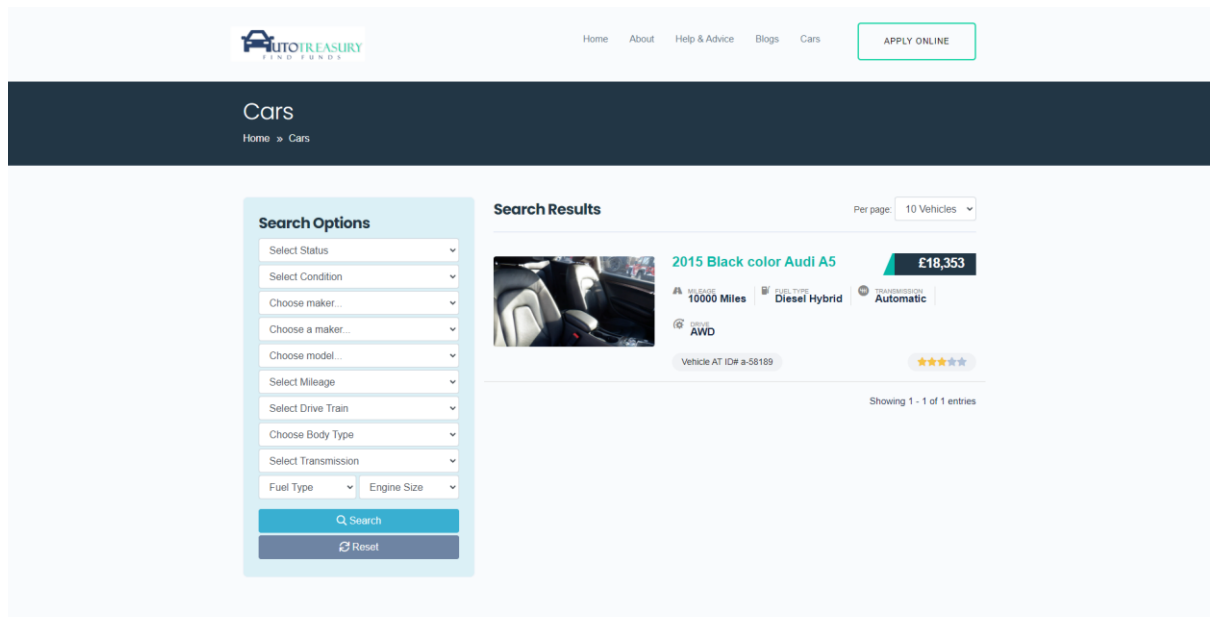 AUTOTREASURY
FIND FUNDS
Home About Help & Advice Blogs Cars APPLY ONLINE
Cars
Home » Cars
Search Options
Select Status
Select Condition
Choose maker...
Choose a maker...
Choose model...
Select Mileage
Select Drive Train
Choose Body Type
Select Transmission
Fuel Type Engine Size
Search
Reset
Search Results
Per page: 10 Vehicles
2015 Black color Audi A5
£18,353
MILEAGE
10000 Miles
FUEL TYPE
Diesel Hybrid
TRANSMISSION
Automatic
DRIVE
AWD
Vehicle AT ID# a-58189
Showing 1 - 1 of 1 entries